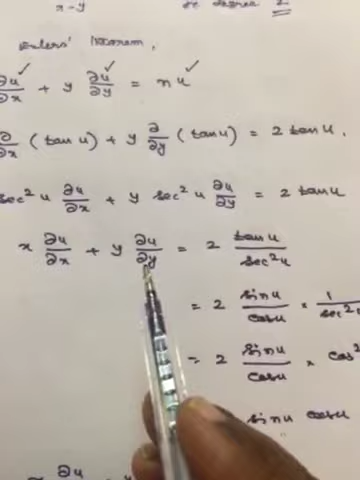 x-y
degree 2
Eulers' theorem,
∂u/∂x + y ∂u/∂y = nu
∂/∂x (tan u) + y ∂/∂y (tan u) = 2 tan u.
sec² u ∂u/∂x + y sec² u ∂u/∂y = 2 tan u
x ∂u/∂x + y ∂u/∂y = 2 tan u/sec² u
= 2 sin u/cos u × 1/sec² u
= 2 sin u/cos u × cos²
sin u cos u
∂u